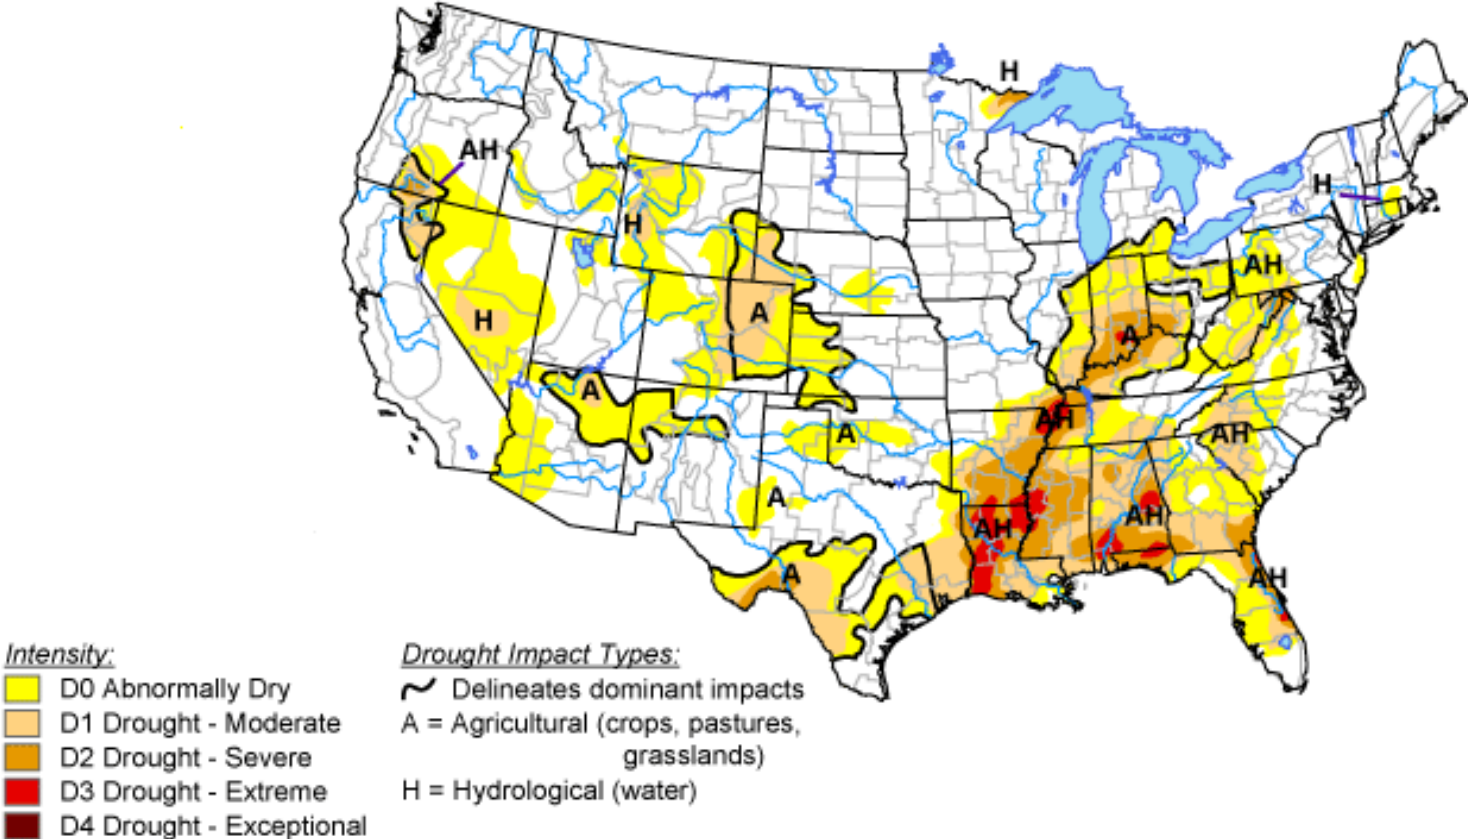 H
AH
H
H
AH
A
H
A
A
AH
A
AH
A
AH
AH
A
AH
Intensity:
D0 Abnormally Dry
D1 Drought - Moderate
D2 Drought - Severe
D3 Drought - Extreme
D4 Drought - Exceptional
Drought Impact Types:
Delineates dominant impacts
A = Agricultural (crops, pastures,
grasslands)
H = Hydrological (water)